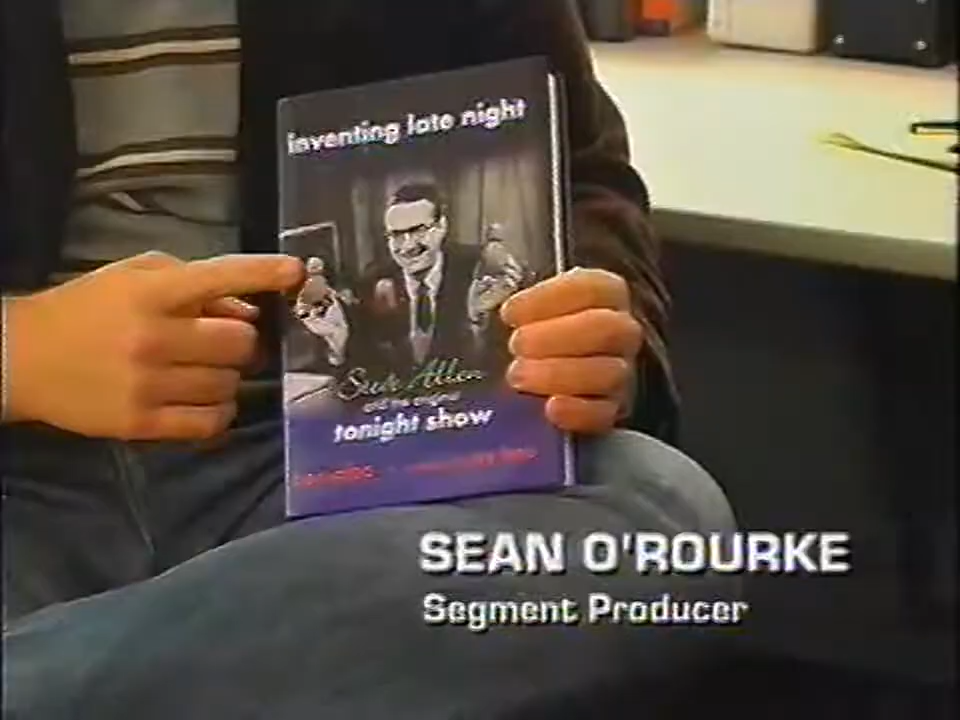 inventing late night
Steve Allen
and the original
tonight show
SEAN O'ROURKE
Segment Producer